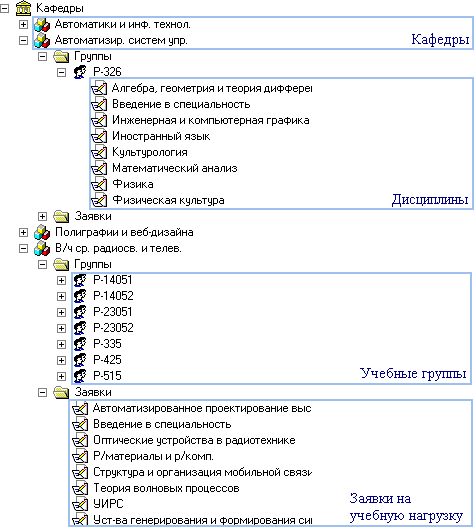 Кафедры
Автоматики и инф. технол.
Автоматизир. систем упр.
Кафедры
Группы
Р-326
Алгебра, геометрия и теория дифферен
Введение в специальность
Инженерная и компьютерная графика
Иностранный язык
Культурология
Математический анализ
Физика
Физическая культура
Дисциплины
Заявки
Полиграфии и веб-дизайна
В/ч ср. радиосв. и телев.
Группы
Р-14051
Р-14052
Р-23051
Р-23052
Р-335
Р-425
Р-515
Учебные группы
Заявки
Автоматизированное проектирование выс
Введение в специальность
Оптические устройства в радиотехнике
Р/материалы и р/комп.
Структура и организация мобильной связи
Теория волновых процессов
УИРС
Уст-ва генерирования и формирования си
Заявки на
учебную нагрузку